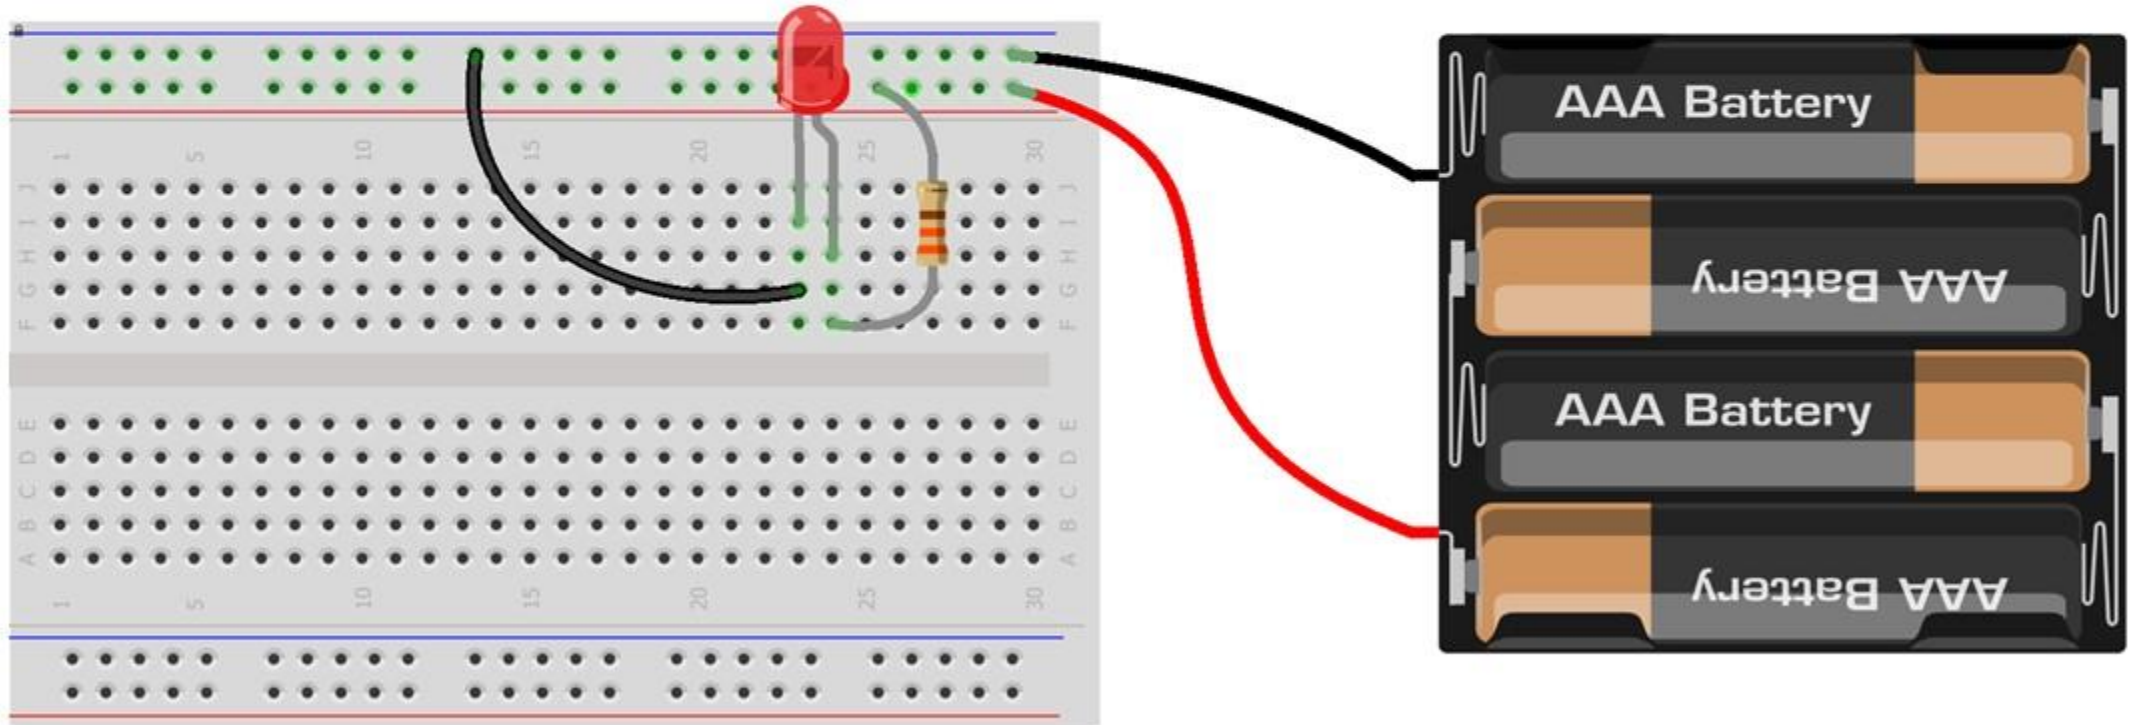 1 5 10 15 20 25 30
J J
I I
H H
G G
F F
E E
D D
C C
B B
A A
1 5 10 15 20 25 30
AAA Battery
AAA Battery
AAA Battery
AAA Battery